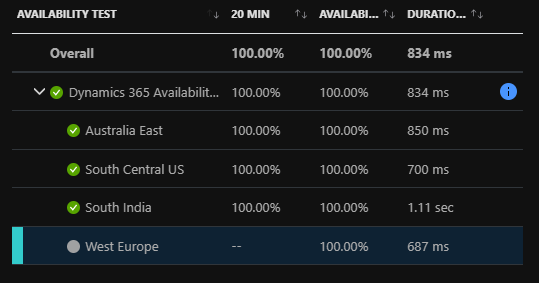 AVAILABILITY TEST 20 MIN AVAILABI... DURATIO...
Overall 100.00% 100.00% 834 ms
Dynamics 365 Availabilit... 100.00% 100.00% 834 ms
Australia East 100.00% 100.00% 850 ms
South Central US 100.00% 100.00% 700 ms
South India 100.00% 100.00% 1.11 sec
West Europe -- 100.00% 687 ms